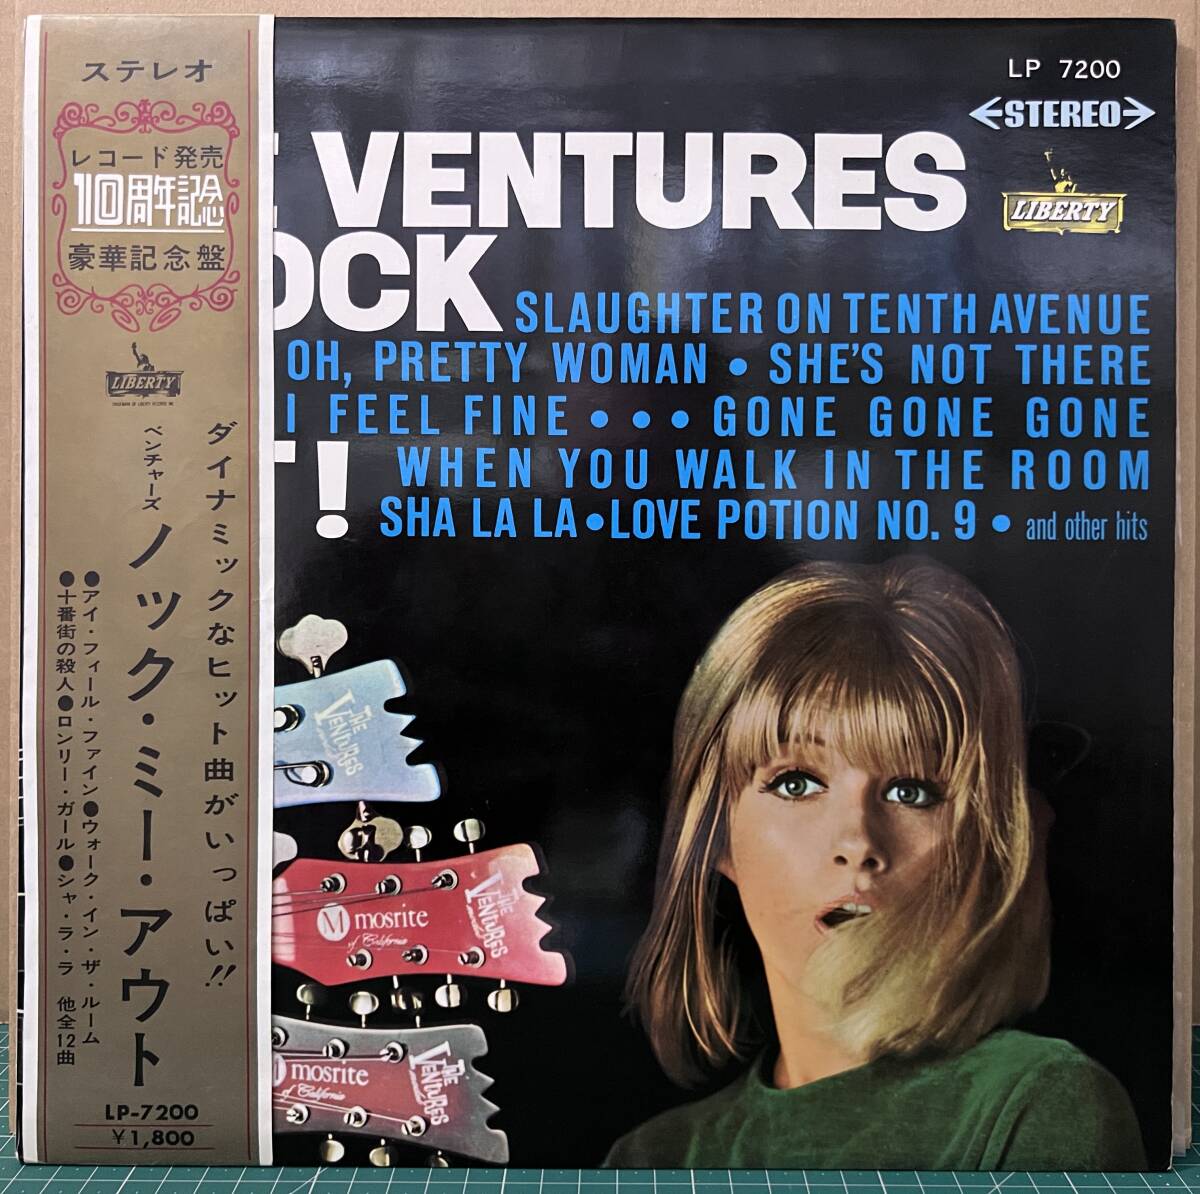 ステレオ
レコード発売
10周年記念
豪華記念盤
LIBERTY
TRADEMARK OF LIBERTY RECORDS INC
ダイナミックなヒット曲がいっぱい!!
ベンチャーズ
ノック・ミー・アウト
●アイ・フィール・ファイン●ウォーク・イン・ザ・ルーム
●十番街の殺人●ロンリー・ガール●シャ・ラ・ラ 他全12曲
LP-7200
¥1,800
LP 7200
STEREO
E VENTURES
LIBERTY
OCK
SLAUGHTER ON TENTH AVENUE
OH, PRETTY WOMAN • SHE'S NOT THERE
I FEEL FINE • • • GONE GONE GONE
T!
WHEN YOU WALK IN THE ROOM
SHA LA LA • LOVE POTION NO. 9 • and other hits
THE VENTURES
M mosrite
of California
THE VENTURES
mosrite
of California
THE VENTURES